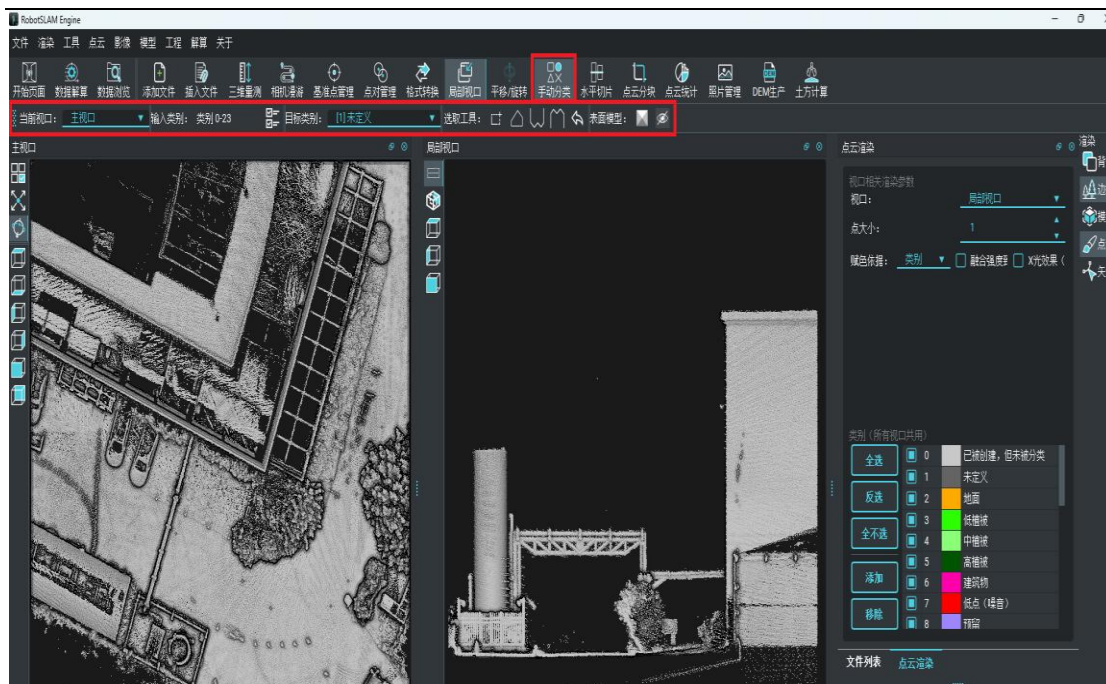 RobotSLAM Engine
文件 渲染 工具 点云 影像 模型 工程 解算 关于
开始页面 数据解算 数据浏览 添加文件 插入文件 三维量测 相机漫游 基准点管理 点对管理 格式转换 局部视口 平移/旋转 手动分类 水平切片 点云分块 点云统计 照片管理 DEM生产 土方计算
当前视口: 主视口 输入类别: 类别 0-23 目标类别: [1]未定义 选取工具: 表面模型:
主视口
局部视口
点云渲染
渲染
视口相关渲染参数
视口: 局部视口
点大小: 1
赋色依据: 类别 融合强度 X光效果 (
背
边
模
点
矢
类别 (所有视口共用)
全选
反选
全不选
添加
移除
0 已被创建, 但未被分类
1 未定义
2 地面
3 低植被
4 中植被
5 高植被
6 建筑物
7 低点 (噪音)
8 预留
文件列表 点云渲染